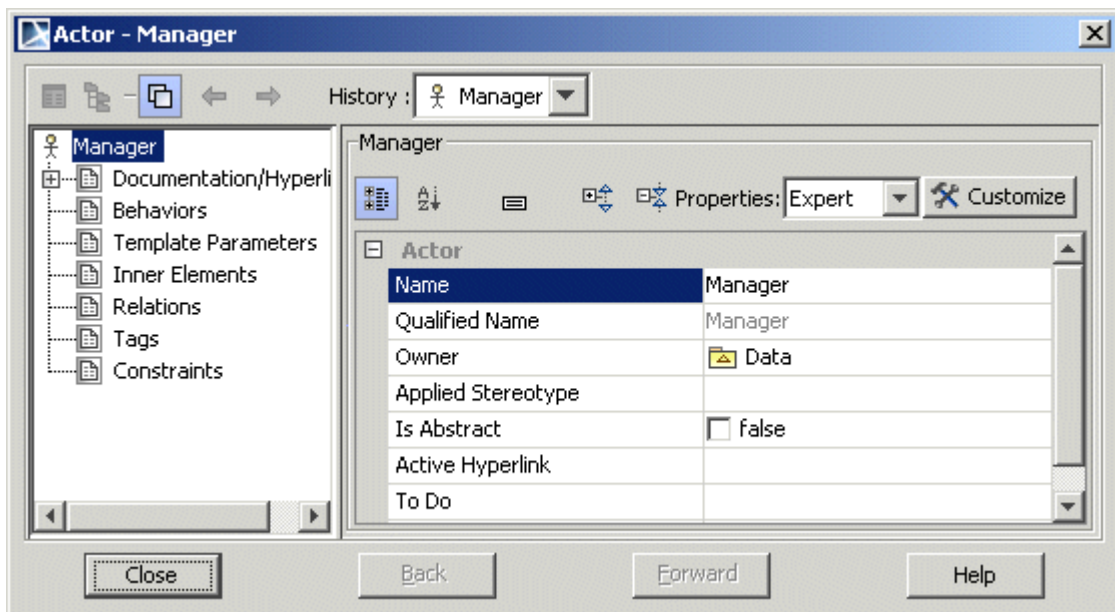 Actor - Manager
History : Manager
Manager
Documentation/Hyperli
Behaviors
Template Parameters
Inner Elements
Relations
Tags
Constraints
Manager
Properties: Expert Customize
Actor
Name Manager
Qualified Name Manager
Owner Data
Applied Stereotype
Is Abstract false
Active Hyperlink
To Do
Close Back Forward Help